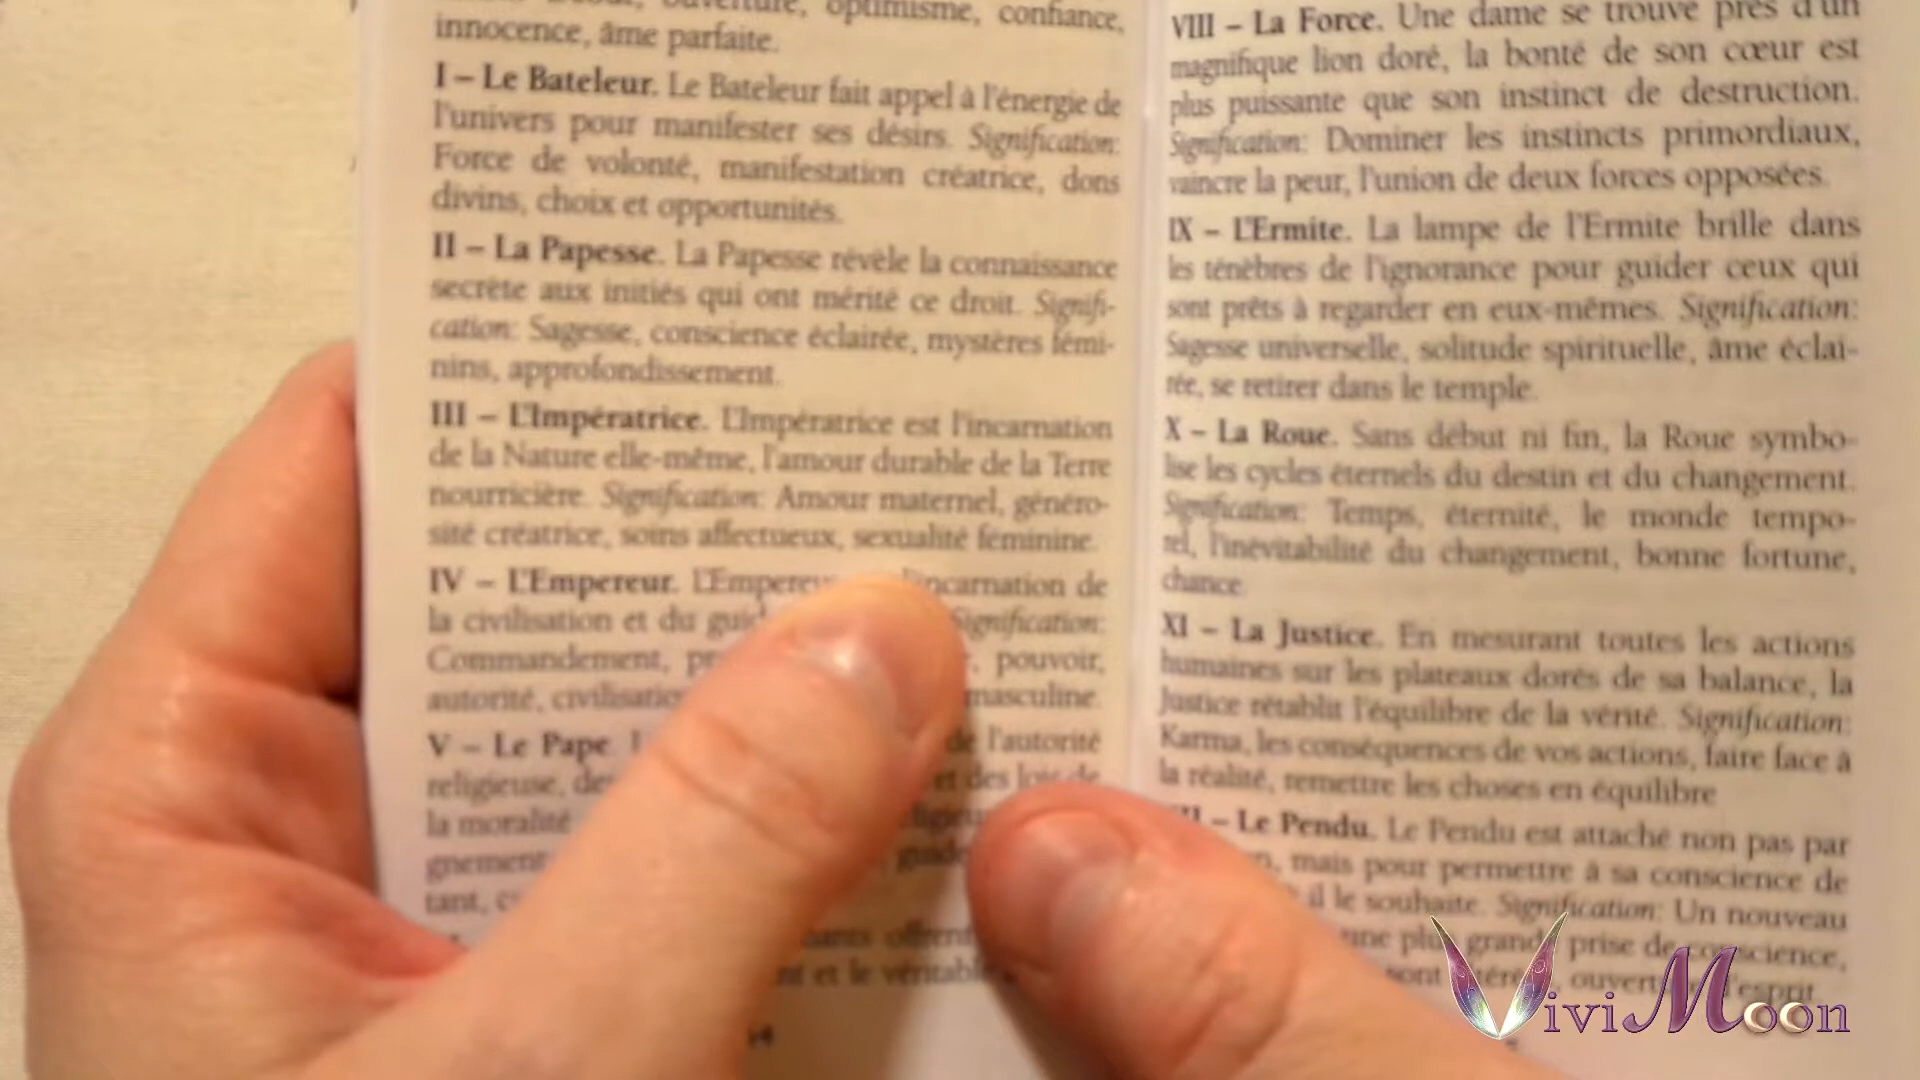 optimisme, confiance,
innocence, âme parfaite.
I – Le Bateleur. Le Bateleur fait appel à l'énergie de
l'univers pour manifester ses désirs. Signification:
Force de volonté, manifestation créatrice, dons
divins, choix et opportunités.
II – La Papesse. La Papesse révèle la connaissance
secrète aux initiés qui ont mérité ce droit. Signifi-
cation: Sagesse, conscience éclairée, mystères fémi-
nins, approfondissement.
III – L'Impératrice. L'Impératrice est l'incarnation
de la Nature elle-même, l'amour durable de la Terre
nourricière. Signification: Amour maternel, généro-
sité créatrice, soins affectueux, sexualité féminine.
IV – L'Empereur. incarnation de
la civilisation et du Signification:
Commandement, pouvoir,
autorité, masculine.
V – Le Pape de l'autorité
religieuse, et des lois de
la moralité
et le
VIII – La Force. Une dame se trouve près d'un
magnifique lion doré, la bonté de son cœur est
plus puissante que son instinct de destruction.
Signification: Dominer les instincts primordiaux,
vaincre la peur, l'union de deux forces opposées.
IX – L'Ermite. La lampe de l'Ermite brille dans
les ténèbres de l'ignorance pour guider ceux qui
sont prêts à regarder en eux-mêmes. Signification:
Sagesse universelle, solitude spirituelle, âme éclai-
rée, se retirer dans le temple.
X – La Roue. Sans début ni fin, la Roue symbo-
lise les cycles éternels du destin et du changement.
Signification: Temps, éternité, le monde tempo-
rel, l'inévitabilité du changement, bonne fortune,
chance
XI – La Justice. En mesurant toutes les actions
humaines sur les plateaux dorés de sa balance, la
Justice rétablit l'équilibre de la vérité. Signification:
Karma, les conséquences de vos actions, faire face à
la réalité, remettre les choses en équilibre
– Le Pendu. Le Pendu est attaché non pas par
mais pour permettre à sa conscience de
il le souhaite. Signification: Un nouveau
grande prise de conscience,
sont
ViviMoon